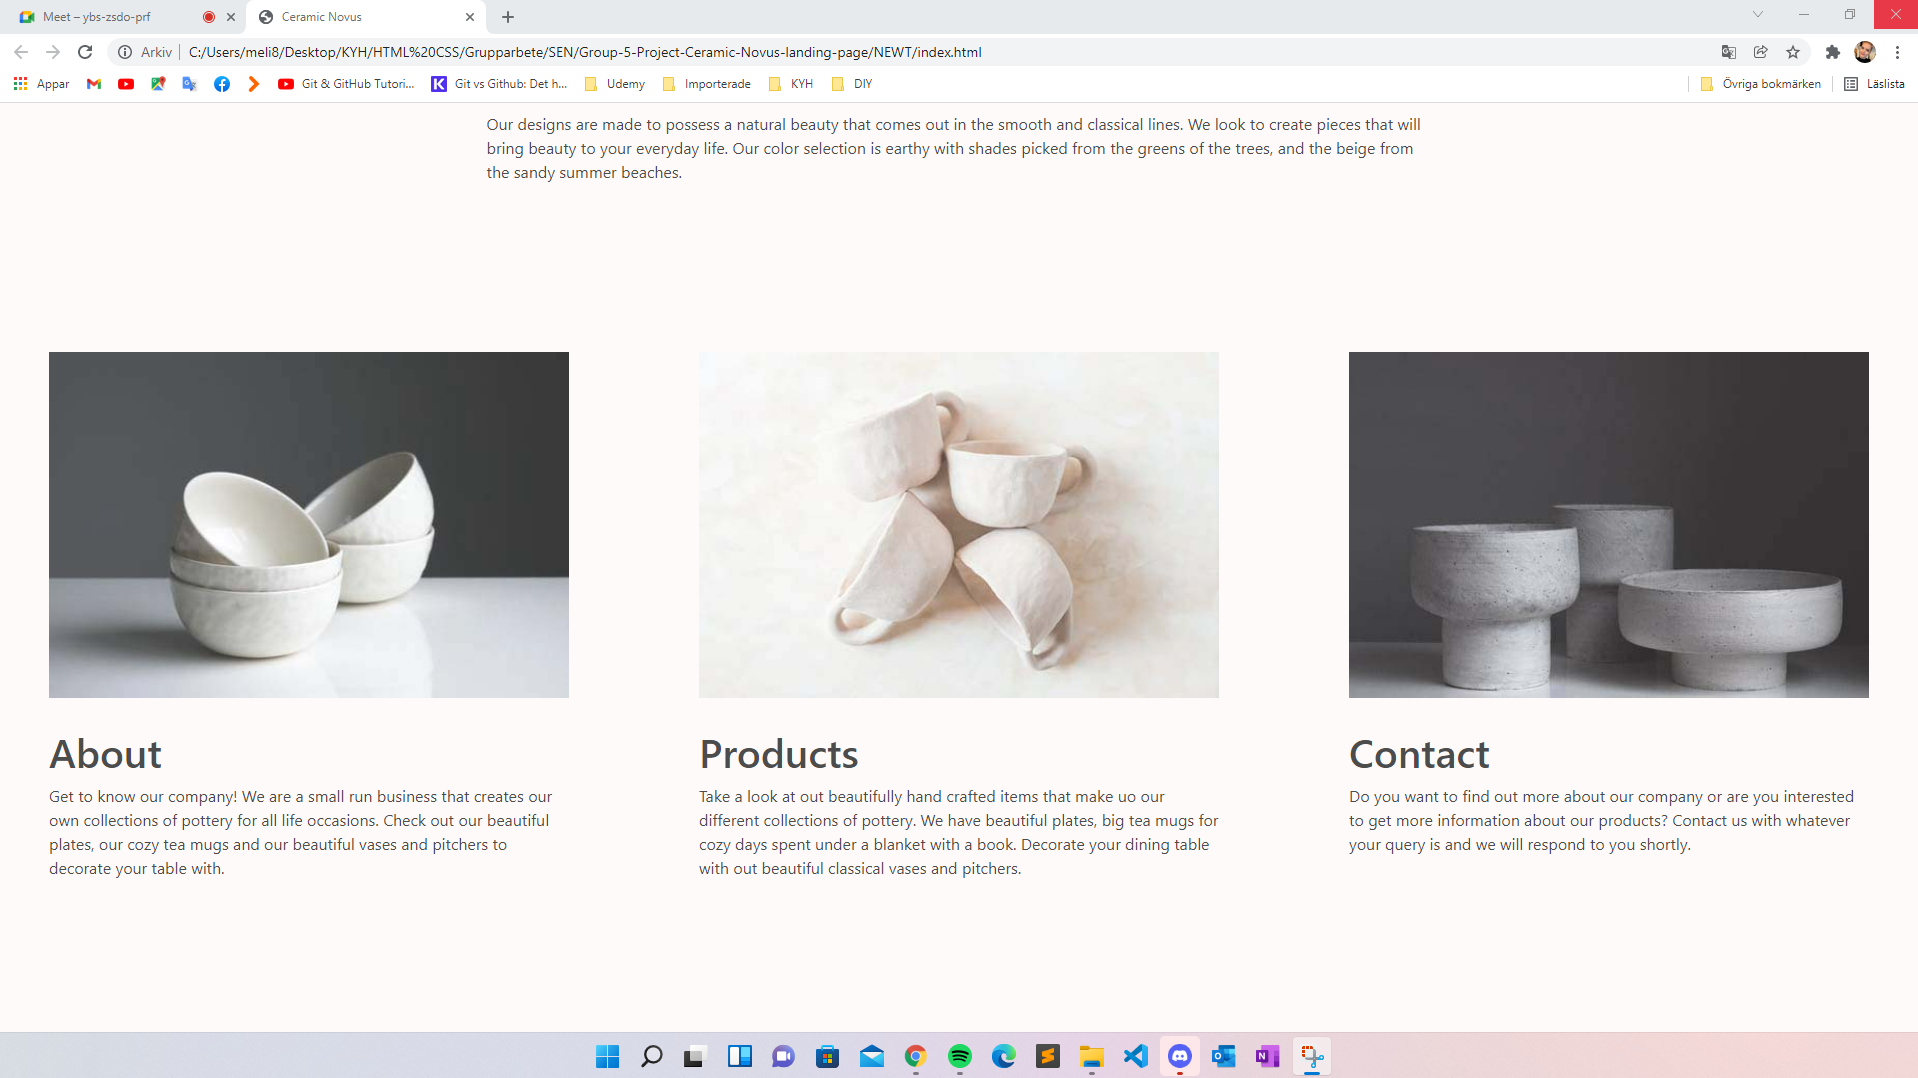 Meet – ybs-zsdo-prf
Ceramic Novus
Arkiv
C:/Users/meli8/Desktop/KYH/HTML%20CSS/Grupparbete/SEN/Group-5-Project-Ceramic-Novus-landing-page/NEWT/index.html
Appar
Git & GitHub Tutori...
K
Git vs Github: Det h...
Udemy
Importerade
KYH
DIY
Övriga bokmärken
Läslista
Our designs are made to possess a natural beauty that comes out in the smooth and classical lines. We look to create pieces that will
bring beauty to your everyday life. Our color selection is earthy with shades picked from the greens of the trees, and the beige from
the sandy summer beaches.
About
Get to know our company! We are a small run business that creates our
own collections of pottery for all life occasions. Check out our beautiful
plates, our cozy tea mugs and our beautiful vases and pitchers to
decorate your table with.
Products
Take a look at out beautifully hand crafted items that make uo our
different collections of pottery. We have beautiful plates, big tea mugs for
cozy days spent under a blanket with a book. Decorate your dining table
with out beautiful classical vases and pitchers.
Contact
Do you want to find out more about our company or are you interested
to get more information about our products? Contact us with whatever
your query is and we will respond to you shortly.